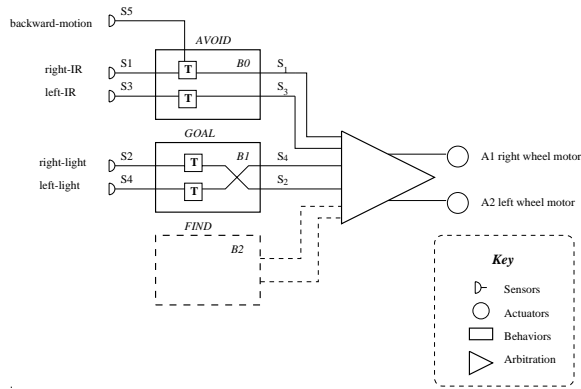 backward-motion S5
AVOID
right-IR S1 T B0 S1
left-IR S3 T S3
GOAL
right-light S2 T B1 S4
left-light S4 T S2
FIND
B2
A1 right wheel motor
A2 left wheel motor
Key
Sensors
Actuators
Behaviors
Arbitration